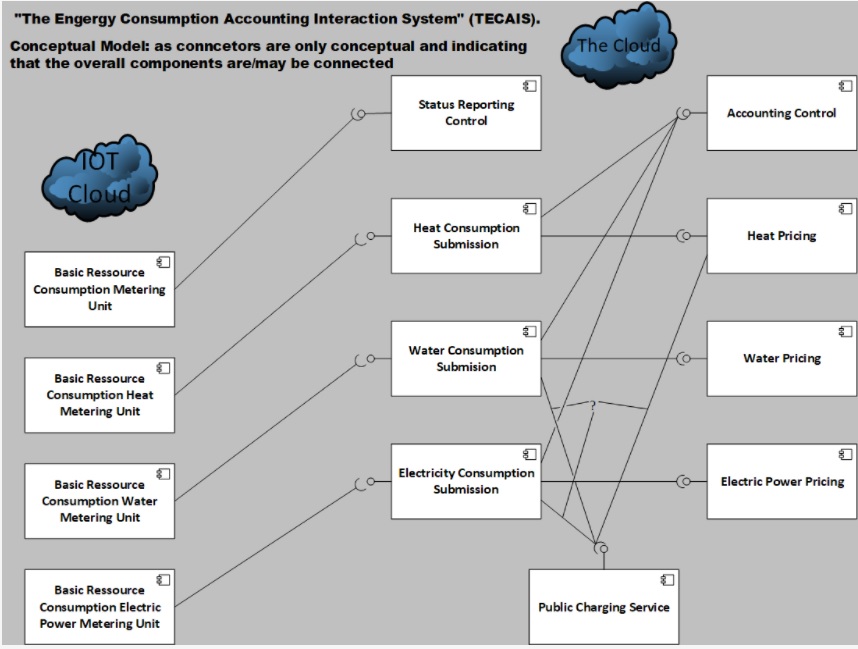 "The Engergy Consumption Accounting Interaction System" (TECAIS).
Conceptual Model: as conncetors are only conceptual and indicating
that the overall components are/may be connected
The Cloud
IOT
Cloud
Status Reporting
Control
Accounting Control
Heat Consumption
Submission
Heat Pricing
Basic Ressource
Consumption Metering
Unit
Water Consumption
Submision
Water Pricing
Basic Ressource
Consumption Heat
Metering Unit
?
Electricity Consumption
Submission
Electric Power Pricing
Basic Ressource
Consumption Water
Metering Unit
Basic Ressource
Consumption Electric
Power Metering Unit
Public Charging Service